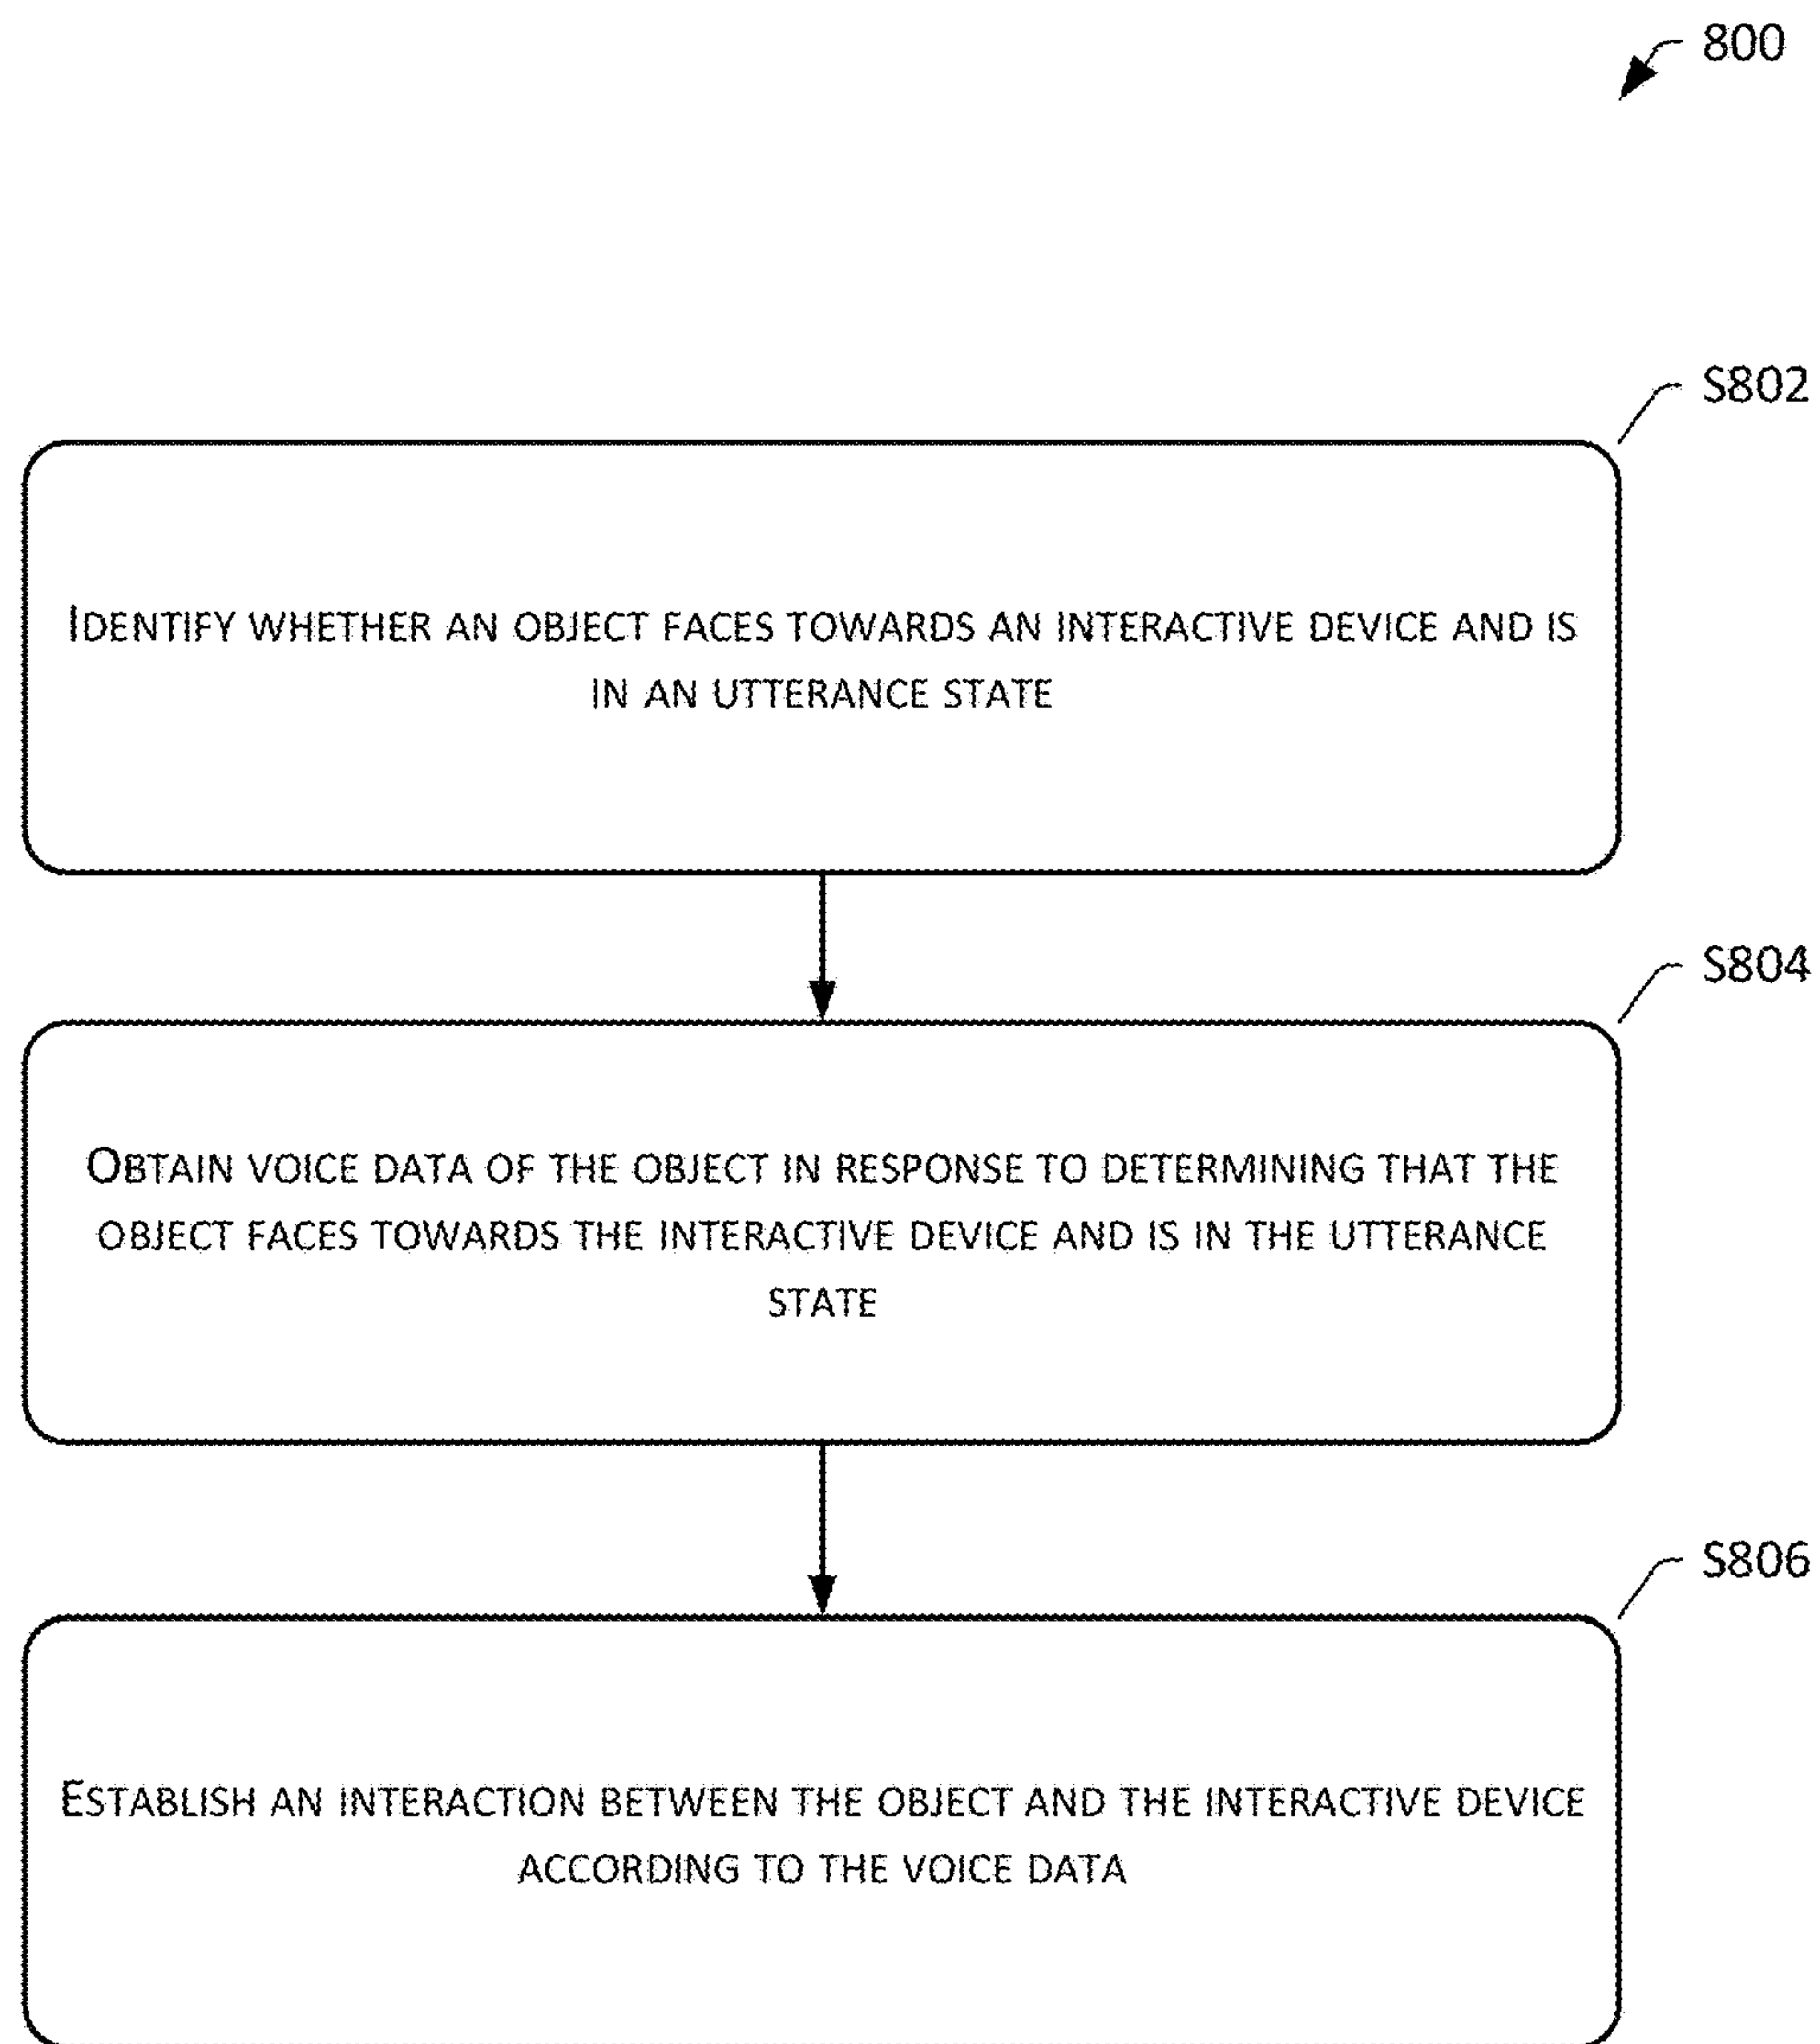 800
S802
IDENTIFY WHETHER AN OBJECT FACES TOWARDS AN INTERACTIVE DEVICE AND IS
IN AN UTTERANCE STATE
S804
OBTAIN VOICE DATA OF THE OBJECT IN RESPONSE TO DETERMINING THAT THE
OBJECT FACES TOWARDS THE INTERACTIVE DEVICE AND IS IN THE UTTERANCE
STATE
S806
ESTABLISH AN INTERACTION BETWEEN THE OBJECT AND THE INTERACTIVE DEVICE
ACCORDING TO THE VOICE DATA